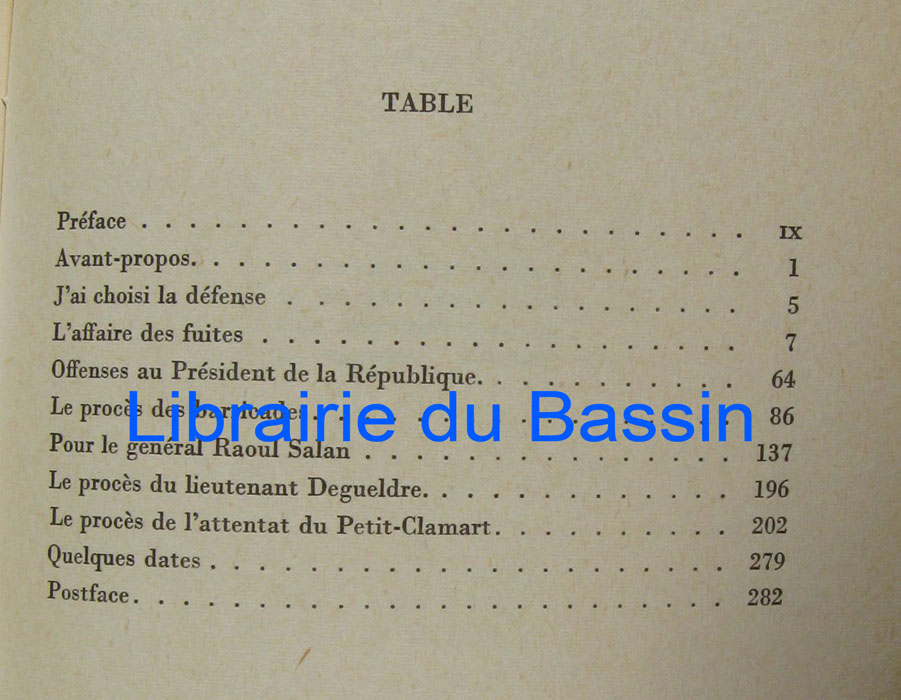 TABLE
Préface . . . . . . . . . . . . . . . . . . . . . . . . . IX
Avant-propos. . . . . . . . . . . . . . . . . . . . . . . 1
J'ai choisi la défense . . . . . . . . . . . . . . . . . . . 5
L'affaire des fuites . . . . . . . . . . . . . . . . . . . . 7
Offenses au Président de la République. . . . . . . . . . . 64
Le procès des barricades. . . . . . . . . . . . . . . . . . 86
Librairie du Bassin
Pour le général Raoul Salan . . . . . . . . . . . . . . . 137
Le procès du lieutenant Degueldre. . . . . . . . . . . . . 196
Le procès de l'attentat du Petit-Clamart. . . . . . . . . . 202
Quelques dates . . . . . . . . . . . . . . . . . . . . . 279
Postface. . . . . . . . . . . . . . . . . . . . . . . . . 282